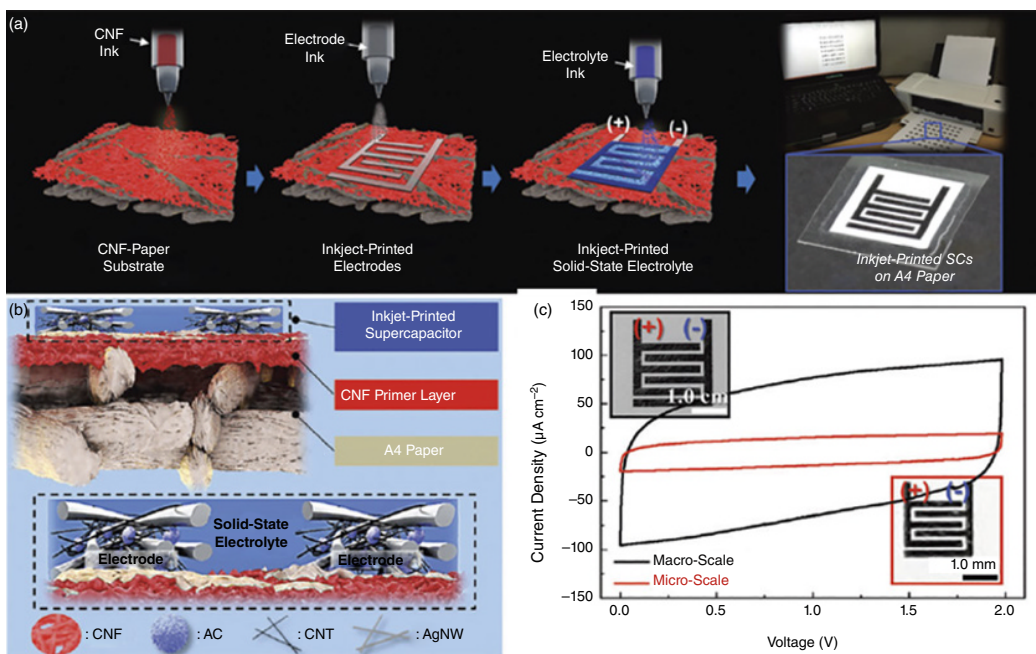 (a)
CNF
Ink
Electrode
Ink
Electrolyte
Ink
(+)
(-)
CNF-Paper
Substrate
Inkject-Printed
Electrodes
Inkject-Printed
Solid-State Electrolyte
Inkjet-Printed SCs
on A4 Paper
(b)
Inkjet-Printed
Supercapacitor
CNF Primer Layer
A4 Paper
Solid-State
Electrolyte
Electrode
Electrode
: CNF
: AC
: CNT
: AgNW
(c)
Current Density (μA cm⁻²)
150
100
50
0
−50
−100
−150
(+) (-)
1.0 cm
(+) (-)
1.0 mm
Macro-Scale
Micro-Scale
0.0
0.5
1.0
1.5
2.0
Voltage (V)